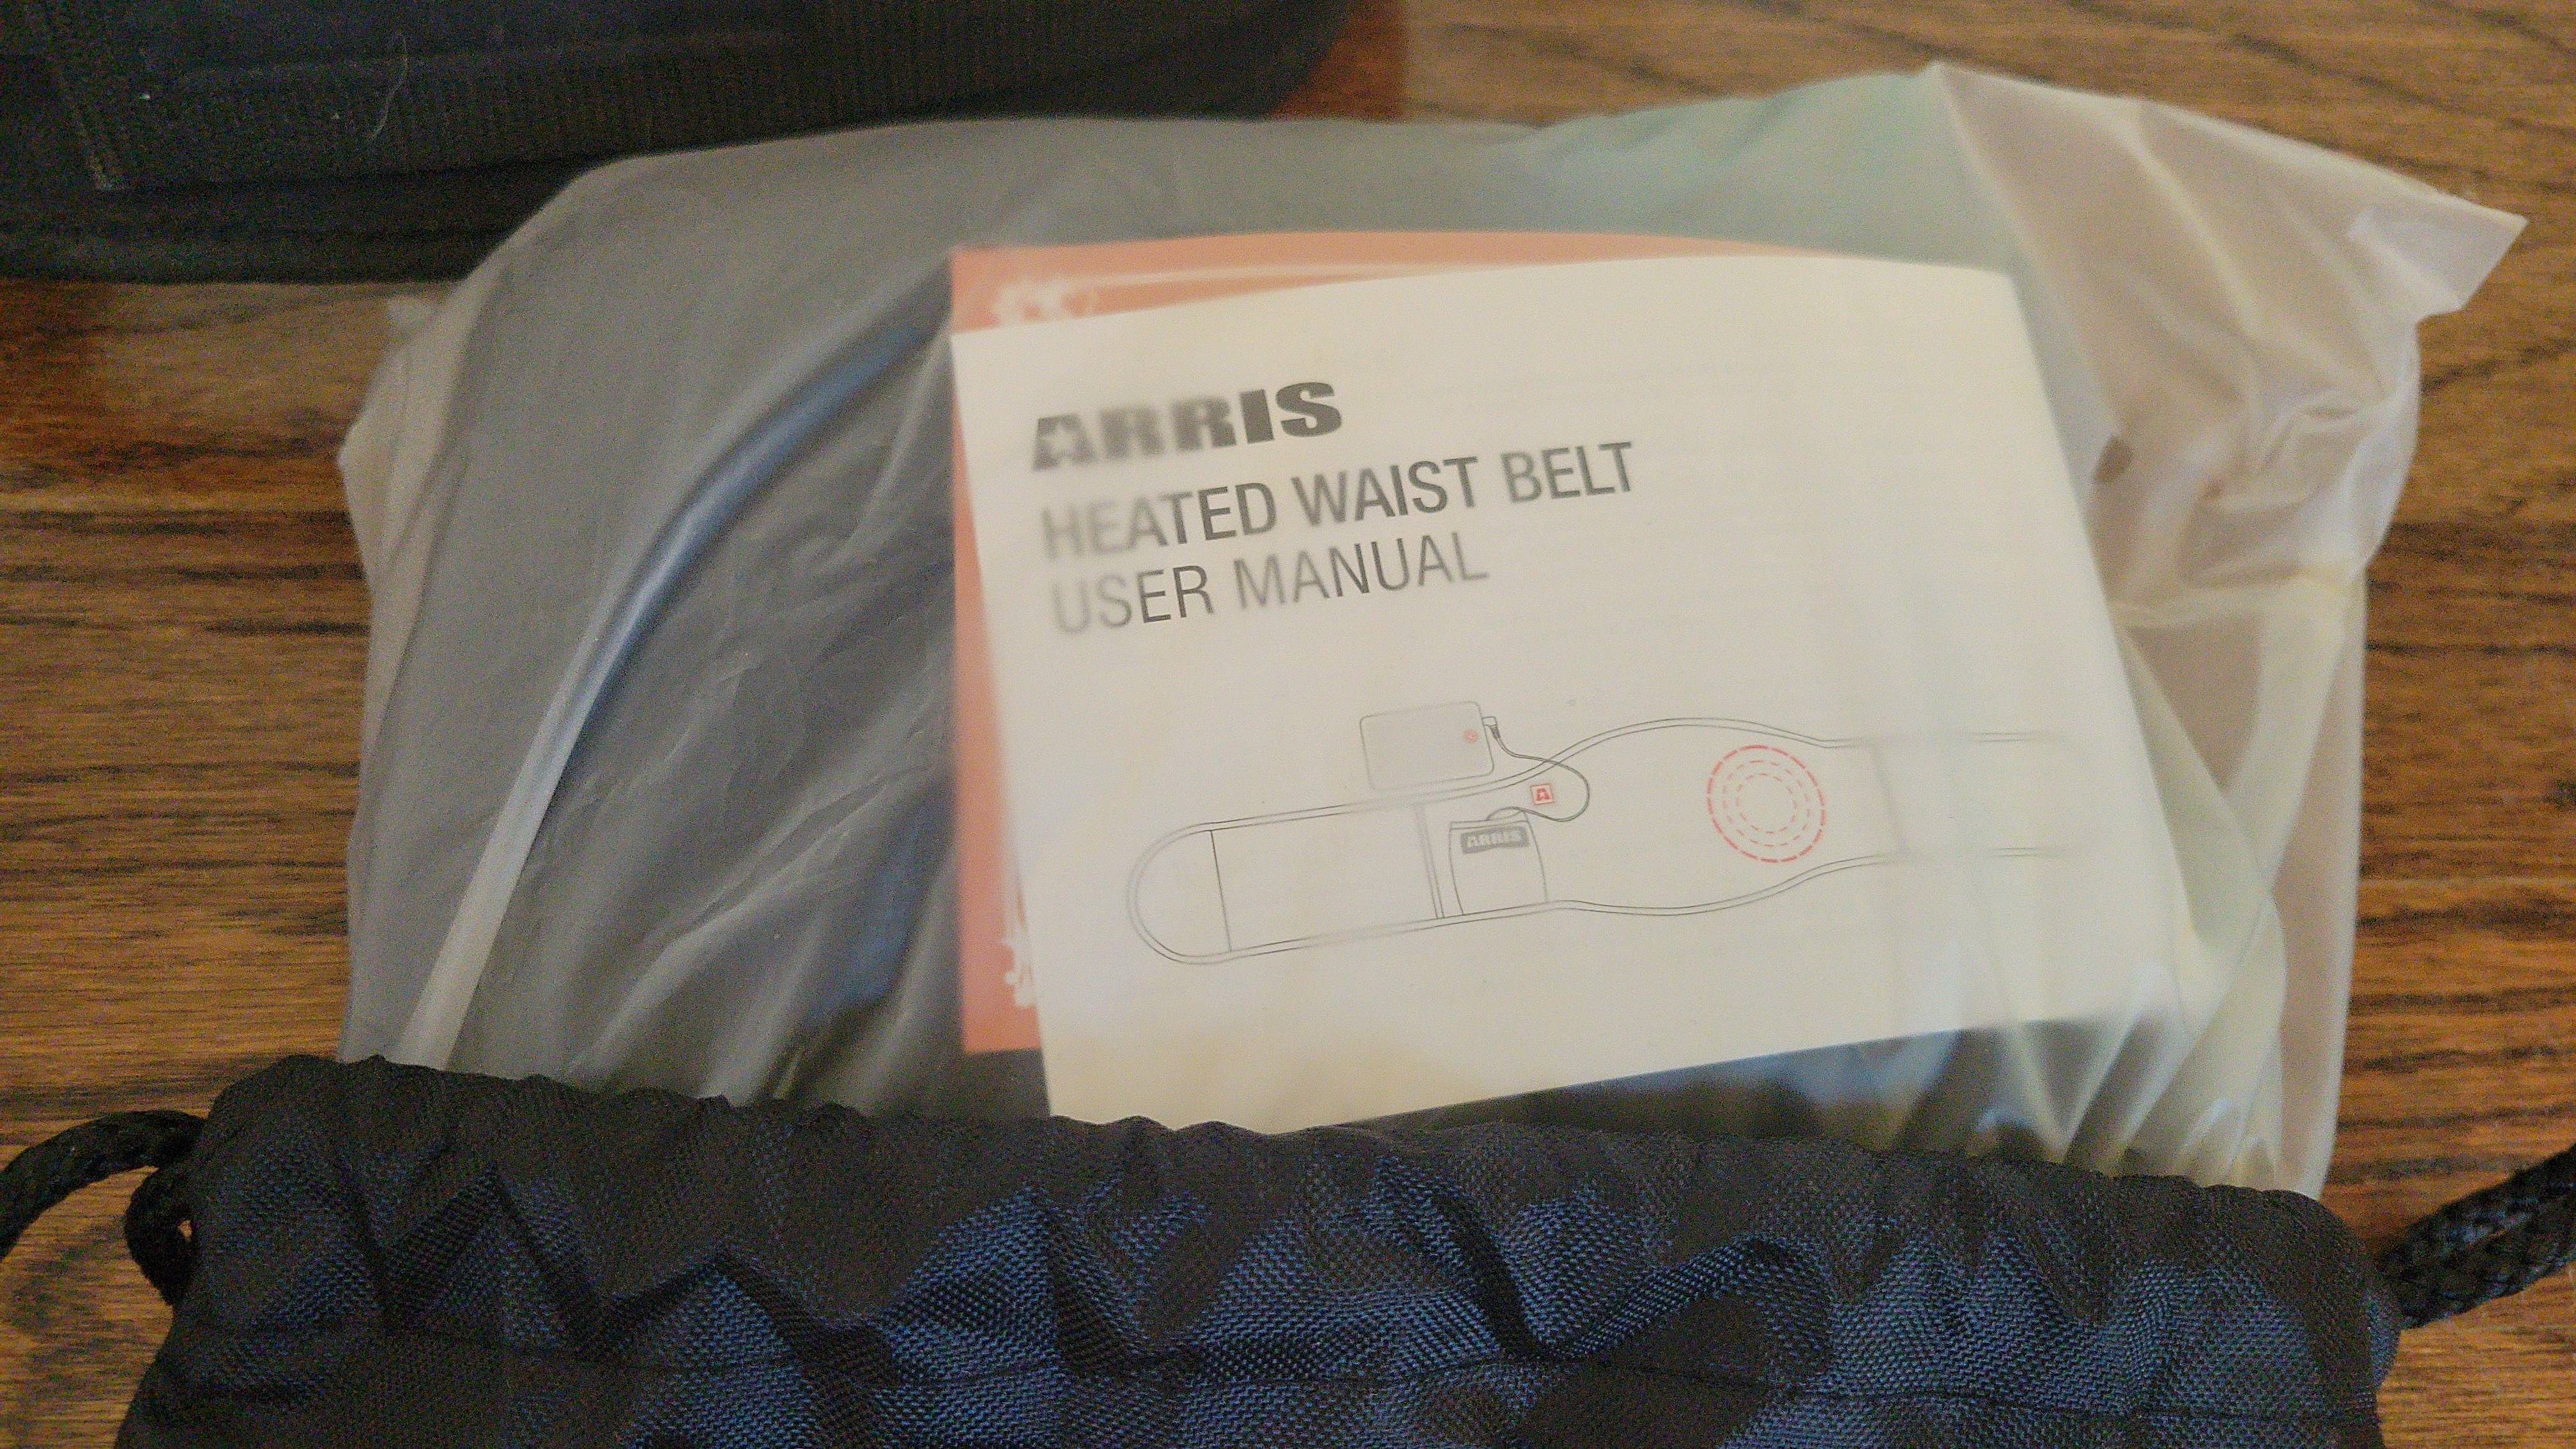 ARRIS
HEATED WAIST BELT
USER MANUAL
ARRIS